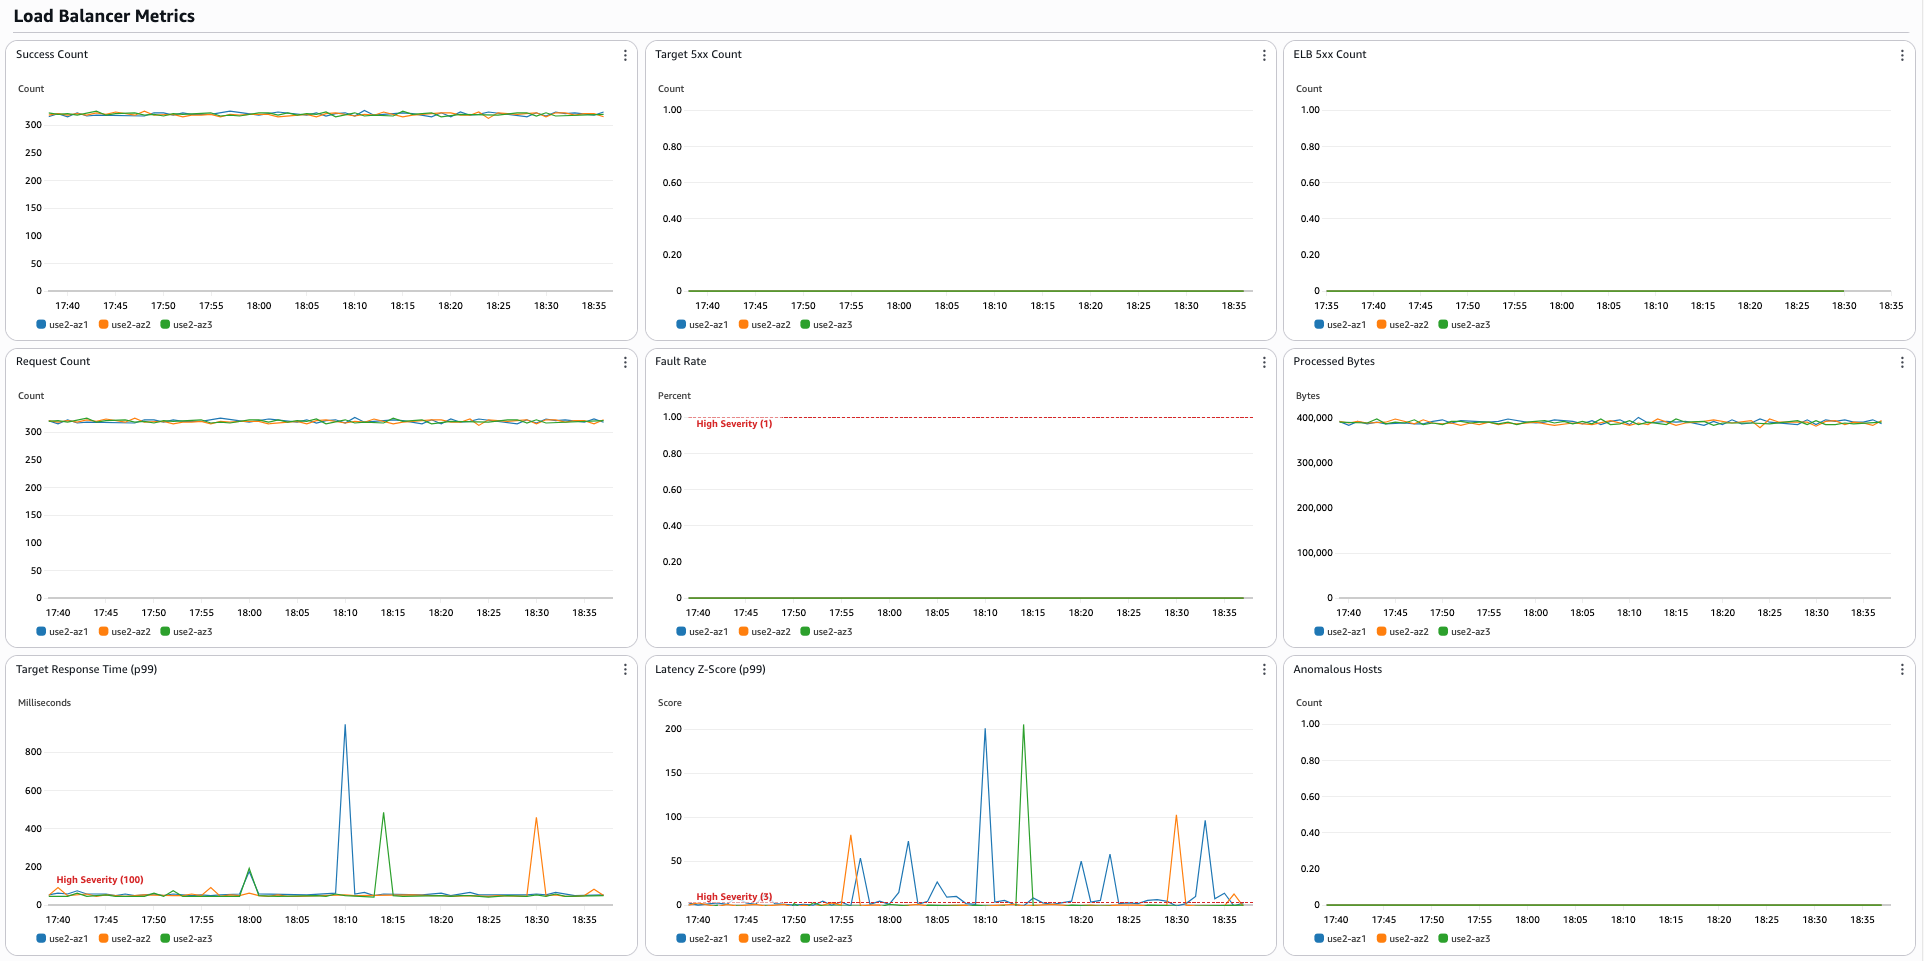 Load Balancer Metrics
Success Count
Count
300
250
200
150
100
50
0
17:40 17:45 17:50 17:55 18:00 18:05 18:10 18:15 18:20 18:25 18:30 18:35
use2-az1 use2-az2 use2-az3
Target 5xx Count
Count
1.00
0.80
0.60
0.40
0.20
0
17:40 17:45 17:50 17:55 18:00 18:05 18:10 18:15 18:20 18:25 18:30 18:35
use2-az1 use2-az2 use2-az3
ELB 5xx Count
Count
1.00
0.80
0.60
0.40
0.20
0
17:35 17:40 17:45 17:50 17:55 18:00 18:05 18:10 18:15 18:20 18:25 18:30 18:35
use2-az1 use2-az2 use2-az3
Request Count
Count
300
250
200
150
100
50
0
17:40 17:45 17:50 17:55 18:00 18:05 18:10 18:15 18:20 18:25 18:30 18:35
use2-az1 use2-az2 use2-az3
Fault Rate
Percent
1.00
High Severity (1)
0.80
0.60
0.40
0.20
0
17:40 17:45 17:50 17:55 18:00 18:05 18:10 18:15 18:20 18:25 18:30 18:35
use2-az1 use2-az2 use2-az3
Processed Bytes
Bytes
400,000
300,000
200,000
100,000
0
17:40 17:45 17:50 17:55 18:00 18:05 18:10 18:15 18:20 18:25 18:30 18:35
use2-az1 use2-az2 use2-az3
Target Response Time (p99)
Milliseconds
800
600
400
200
High Severity (100)
0
17:40 17:45 17:50 17:55 18:00 18:05 18:10 18:15 18:20 18:25 18:30 18:35
use2-az1 use2-az2 use2-az3
Latency Z-Score (p99)
Score
200
150
100
50
High Severity (3)
0
17:40 17:45 17:50 17:55 18:00 18:05 18:10 18:15 18:20 18:25 18:30 18:35
use2-az1 use2-az2 use2-az3
Anomalous Hosts
Count
1.00
0.80
0.60
0.40
0.20
0
17:40 17:45 17:50 17:55 18:00 18:05 18:10 18:15 18:20 18:25 18:30 18:35
use2-az1 use2-az2 use2-az3